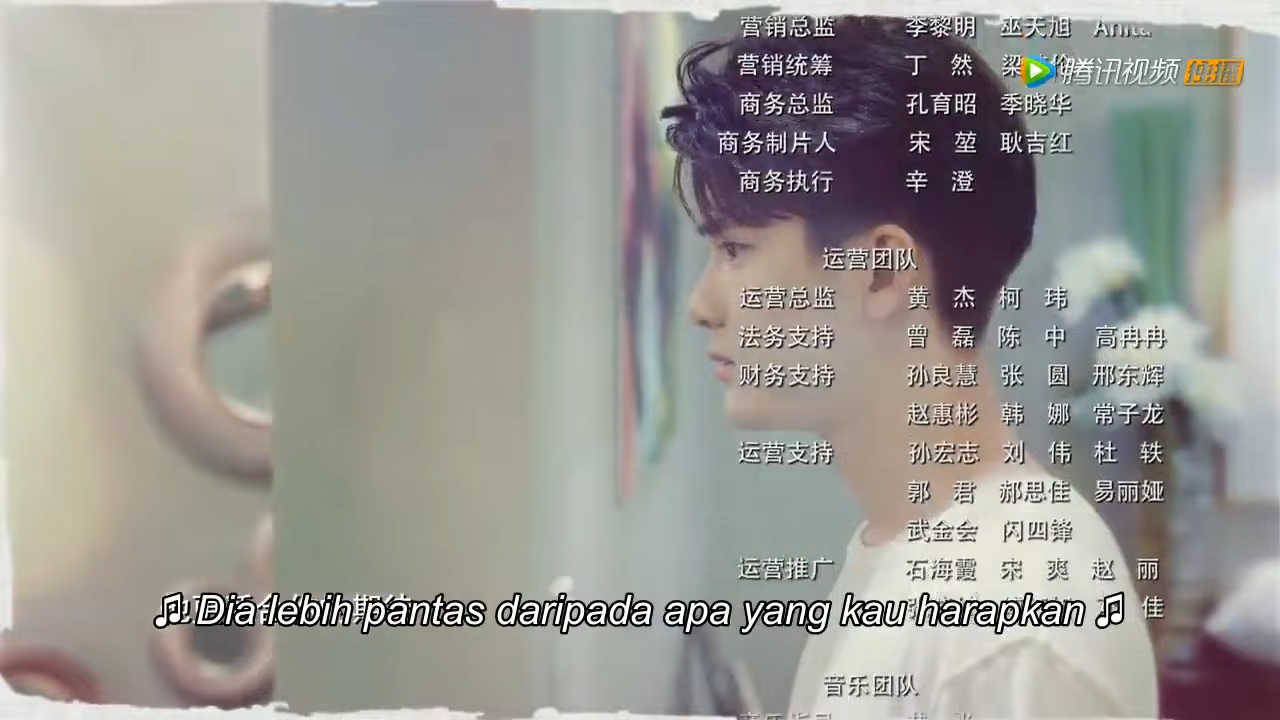 营销总监 李黎明 巫天旭
腾讯视频 独播
营销统筹 丁 然
商务总监 孔育昭 季晓华
商务制片人 宋 堃 耿吉红
商务执行 辛 澄
运营团队
运营总监 黄 杰 柯 玮
法务支持 曾 磊 陈 中 高冉冉
财务支持 孙良慧 张 圆 邢东辉
赵惠彬 韩 娜 常子龙
运营支持 孙宏志 刘 伟 杜 轶
郭 君 郝思佳 易丽娅
武金会 闪四锋
运营推广 石海霞 宋 爽 赵 丽
佳
♫ Dia lebih pantas daripada apa yang kau harapkan ♫
音乐团队